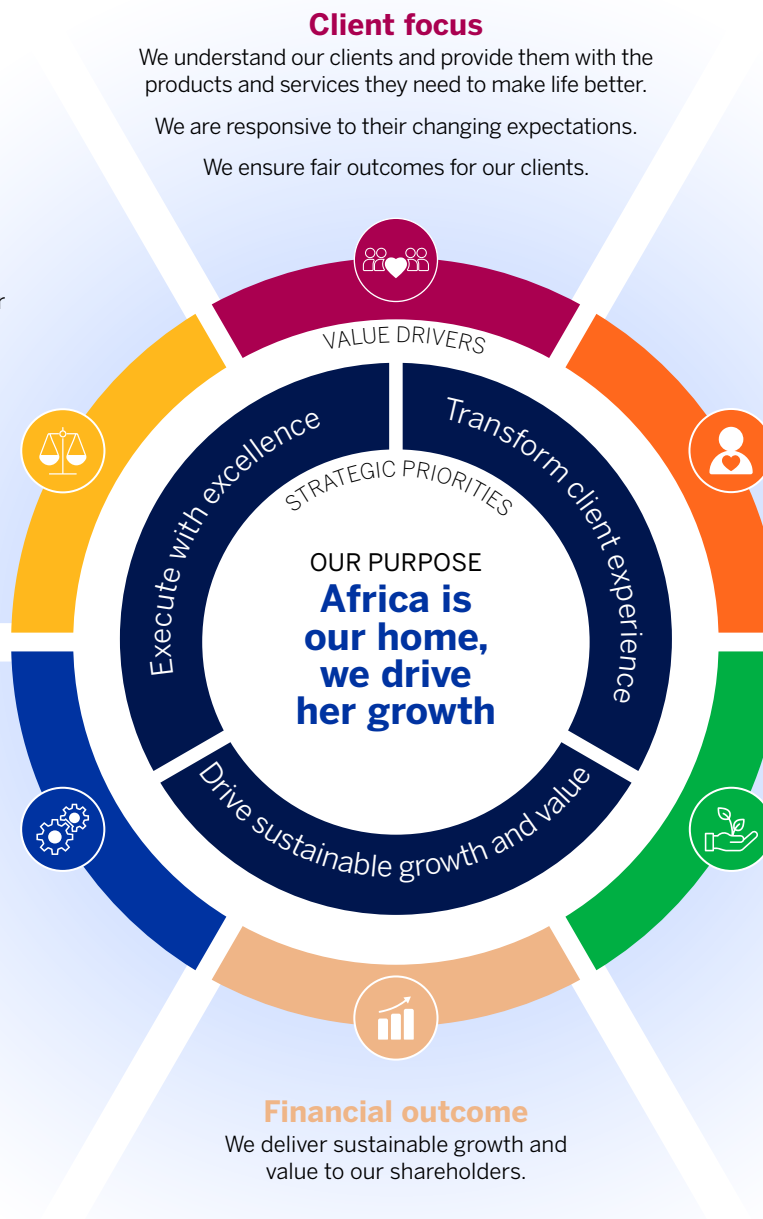 Client focus
We understand our clients and provide them with the
products and services they need to make life better.
We are responsive to their changing expectations.
We ensure fair outcomes for our clients.
VALUE DRIVERS
Execute with excellence
Transform client experience
STRATEGIC PRIORITIES
OUR PURPOSE
Africa is
our home,
we drive
her growth
Drive sustainable growth and value
Financial outcome
We deliver sustainable growth and
value to our shareholders.